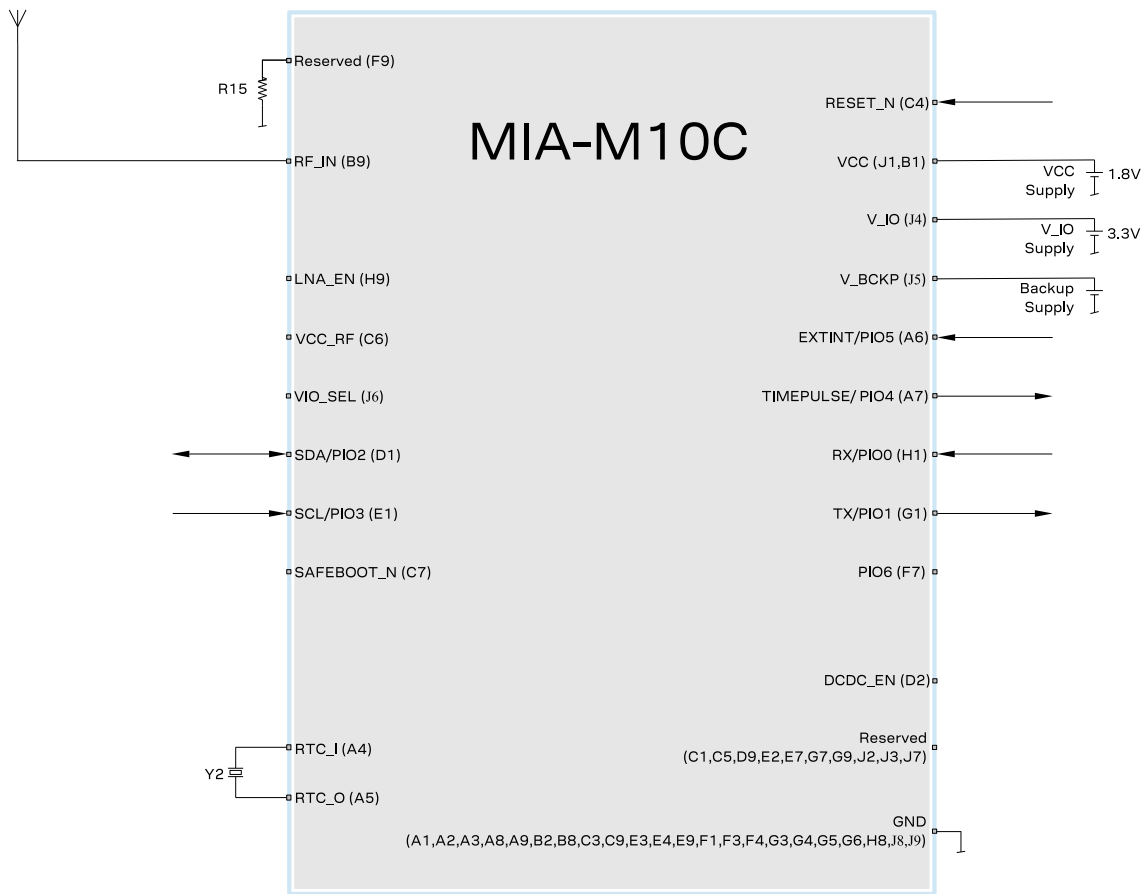 Reserved (F9)
R15
RESET_N (C4)
MIA-M10C
RF_IN (B9)
VCC (J1,B1)
VCC
Supply
1.8V
V_IO (J4)
V_IO
Supply
3.3V
LNA_EN (H9)
V_BCKP (J5)
Backup
Supply
VCC_RF (C6)
EXTINT/PIO5 (A6)
VIO_SEL (J6)
TIMEPULSE/ PIO4 (A7)
SDA/PIO2 (D1)
RX/PIO0 (H1)
SCL/PIO3 (E1)
TX/PIO1 (G1)
SAFEBOOT_N (C7)
PIO6 (F7)
DCDC_EN (D2)
RTC_I (A4)
Reserved
(C1,C5,D9,E2,E7,G7,G9,J2,J3,J7)
Y2
RTC_O (A5)
GND
(A1,A2,A3,A8,A9,B2,B8,C3,C9,E3,E4,E9,F1,F3,F4,G3,G4,G5,G6,H8,J8,J9)